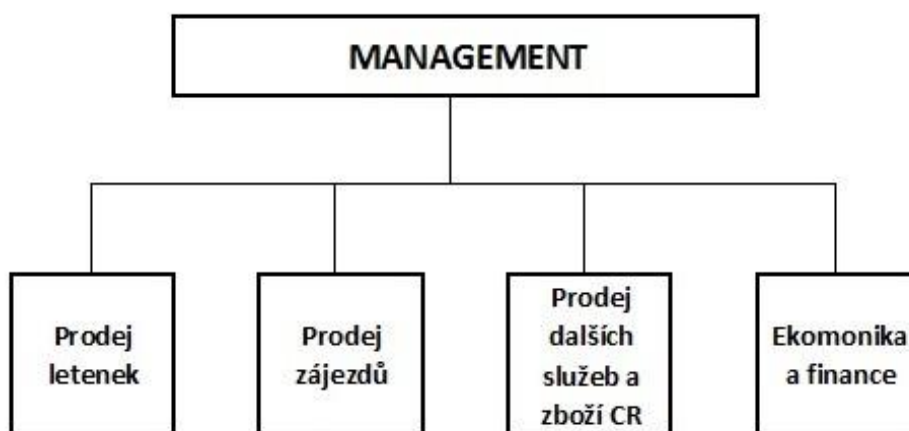 MANAGEMENT
Prodej
letenek
Prodej
zájezdů
Prodej
dalších
služeb a
zboží CR
Ekomonika
a finance